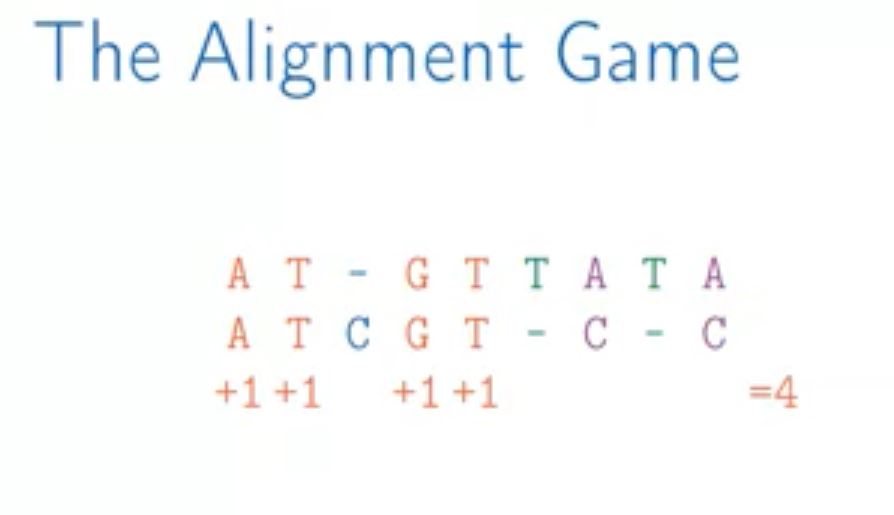 The Alignment Game
A T - G T T A T A
A T C G T - C - C
+1 +1 +1 +1 =4